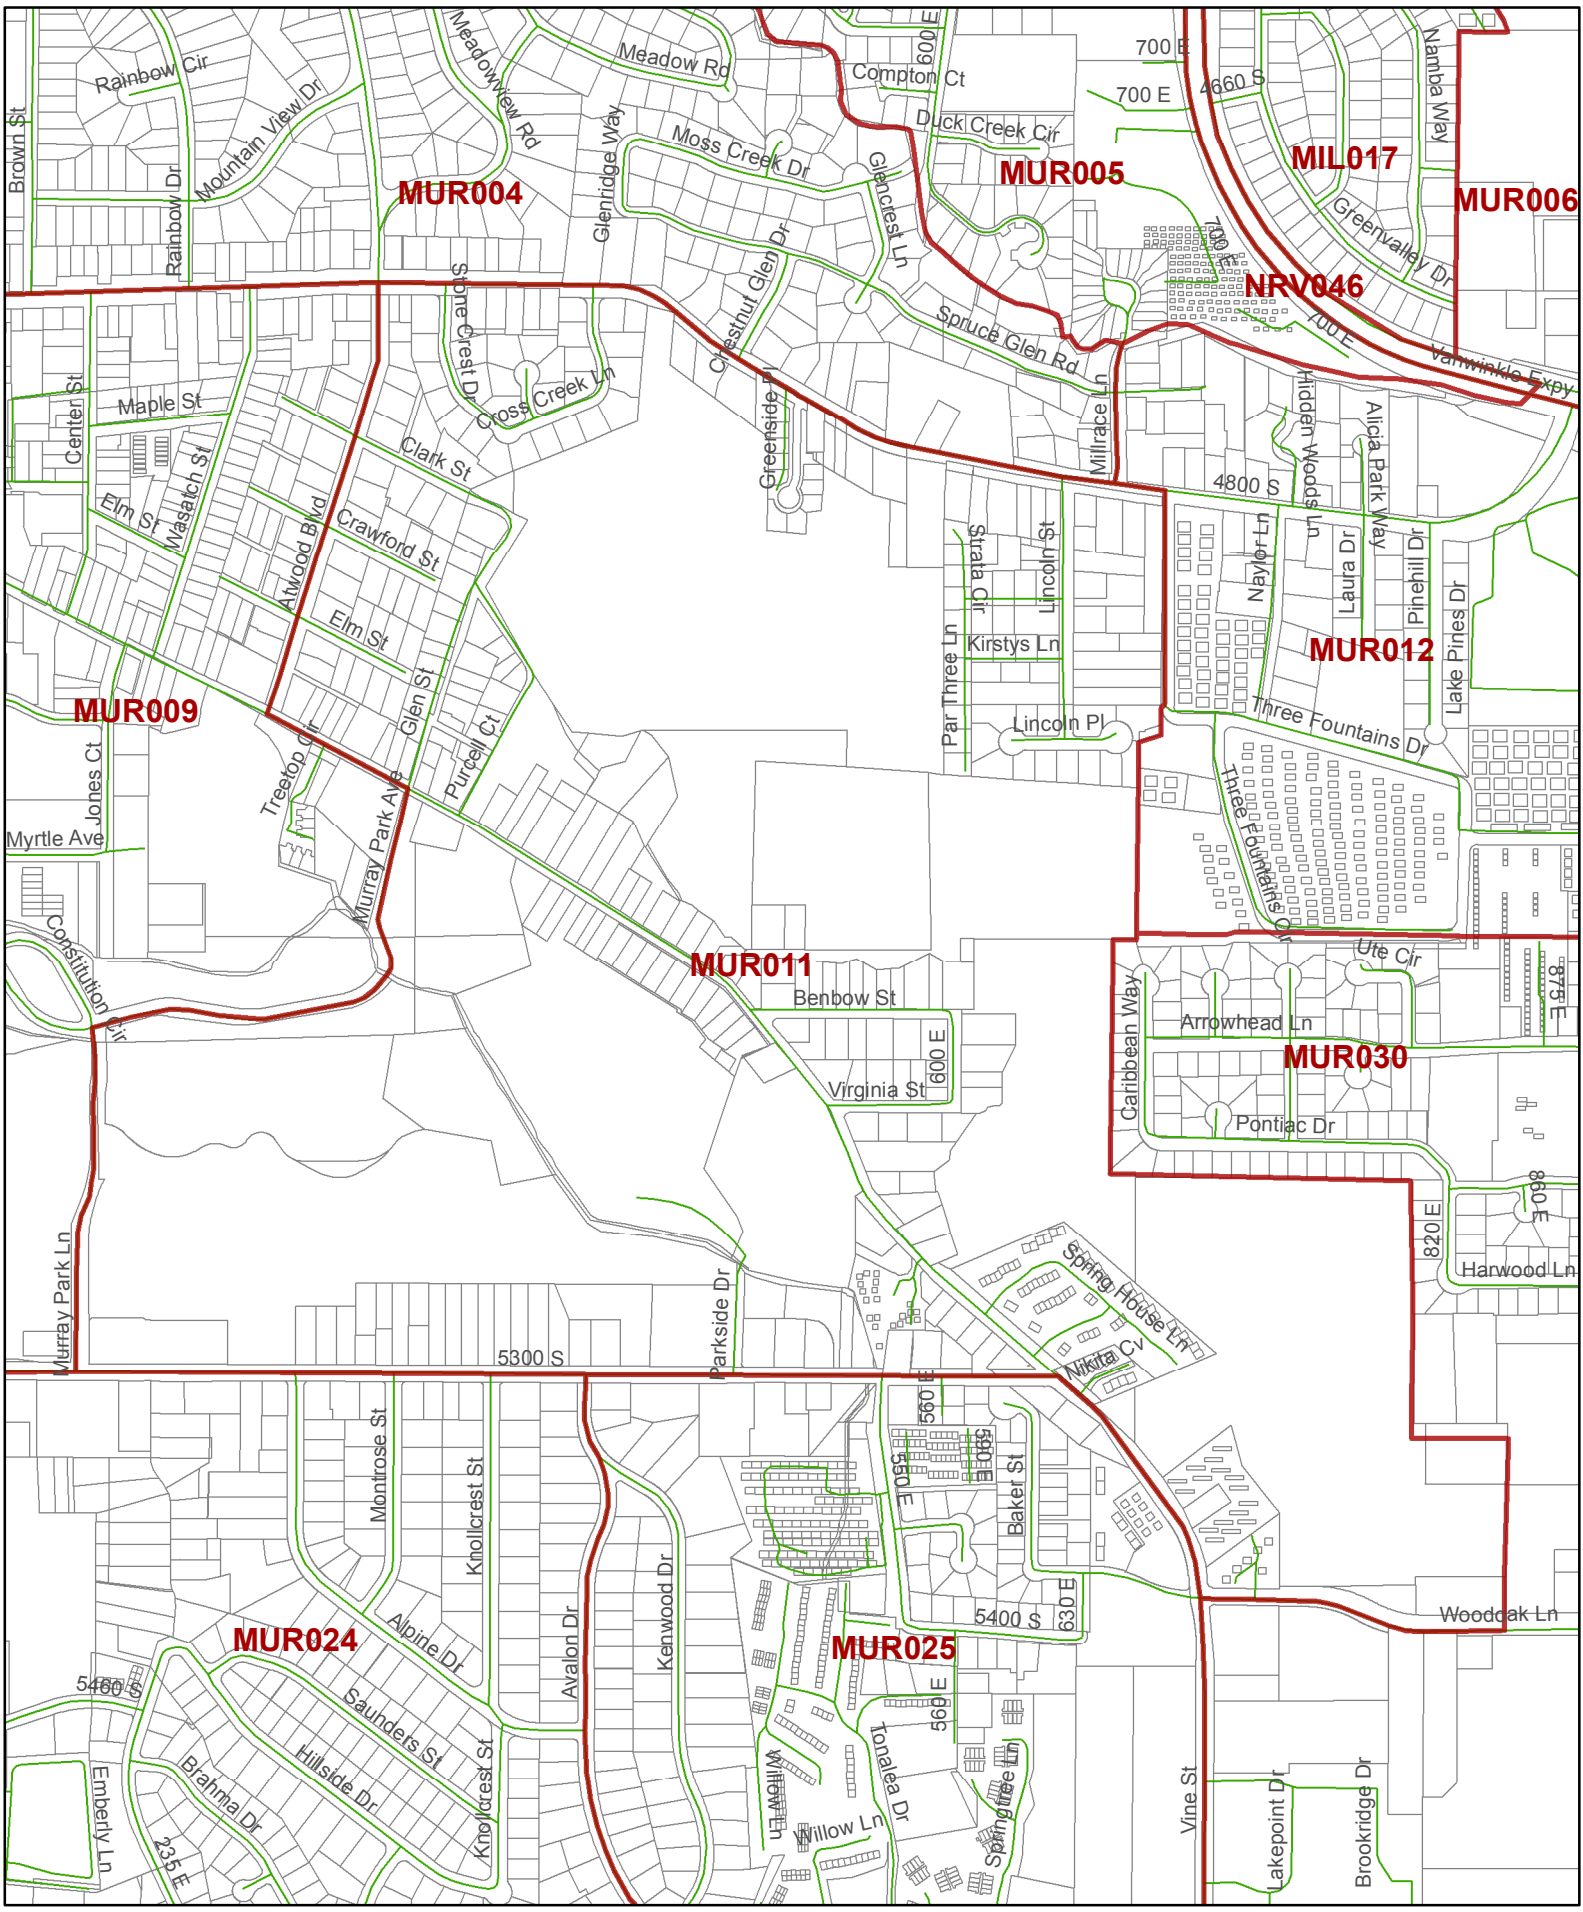 Meadowview Rd
Meadow Rd
600 E
700 E
Namba Way
Rainbow Cir
Compton Ct
4660 S
700 E
Brown St
Mountain View Dr
Glenridge Way
Moss Creek Dr
Duck Creek Cir
MIL017
MUR005
MUR004
MUR006
Rainbow Dr
Glencrest Ln
Greenvalley Dr
700 E
Chestnut Glen Dr
NRV046
Stone Crest Dr
Spruce Glen Rd
700 E
Vanwinkle Expy
Center St
Maple St
Cross Creek Ln
Greenside Pl
Millrace Ln
Hidden Woods Ln
Alicia Park Way
Clark St
4800 S
Elm St
Wasatch St
Atwood Blvd
Crawford St
Strata Cir
Lincoln St
Naylor Ln
Laura Dr
Pinehill Dr
Lake Pines Dr
Elm St
Kirstys Ln
MUR012
Glen St
Par Three Ln
MUR009
Lincoln Pl
Three Fountains Dr
Treetop Cir
Purcell Ct
Jones Ct
Three Fountains Cir
Myrtle Ave
Murray Park Ave
Constitution Cir
Ute Cir
MUR011
875 E
Benbow St
Caribbean Way
Arrowhead Ln
600 E
MUR030
Virginia St
Pontiac Dr
860 E
820 E
Murray Park Ln
Spring House Ln
Harwood Ln
Parkside Dr
5300 S
Nikita Cv
560 E
Montrose St
590 E
550 E
Knollcrest St
Baker St
Kenwood Dr
Avalon Dr
630 E
5400 S
Woodoak Ln
Alpine Dr
MUR024
MUR025
5460 S
Saunders St
560 E
Hillside Dr
Brahma Dr
Knollcrest St
Willow Ln
Tonalea Dr
Springtree Ln
Vine St
Lakepoint Dr
Brookridge Dr
Emberly Ln
Willow Ln
235 E